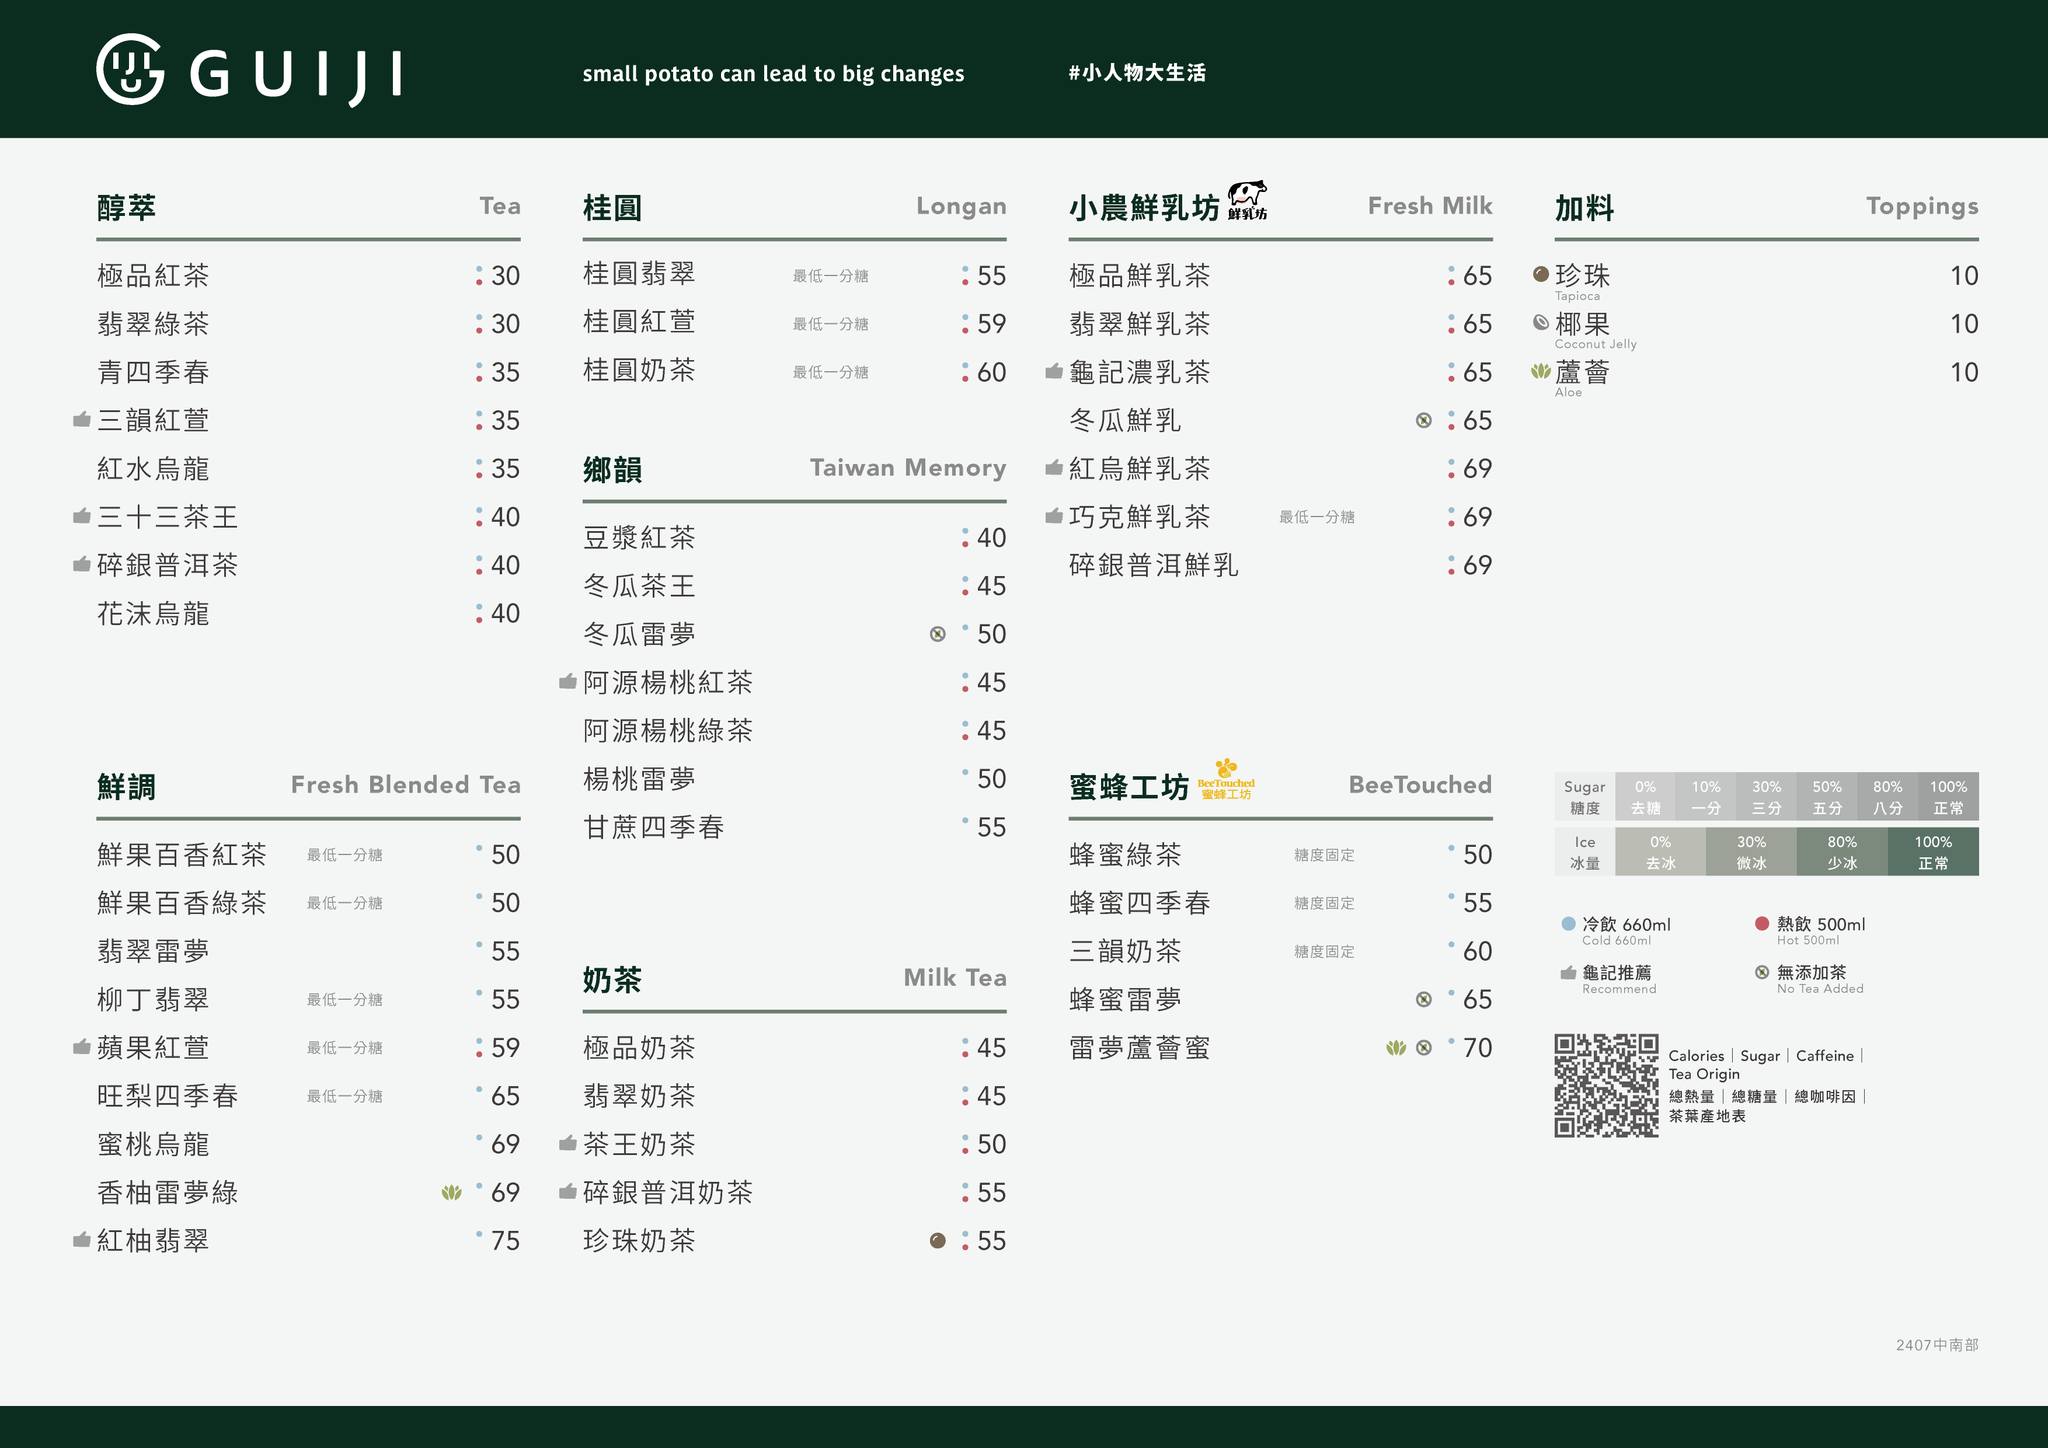 GUIJI
small potato can lead to big changes
#小人物大生活
醇萃 Tea
極品紅茶 30
翡翠綠茶 30
青四季春 35
三韻紅萱 35
紅水烏龍 35
三十三茶王 40
碎銀普洱茶 40
花沫烏龍 40
鮮調 Fresh Blended Tea
鮮果百香紅茶 最低一分糖 50
鮮果百香綠茶 最低一分糖 50
翡翠雷夢 55
柳丁翡翠 最低一分糖 55
蘋果紅萱 最低一分糖 59
旺梨四季春 最低一分糖 65
蜜桃烏龍 69
香柚雷夢綠 69
紅柚翡翠 75
桂圓 Longan
桂圓翡翠 最低一分糖 55
桂圓紅萱 最低一分糖 59
桂圓奶茶 最低一分糖 60
鄉韻 Taiwan Memory
豆漿紅茶 40
冬瓜茶王 45
冬瓜雷夢 50
阿源楊桃紅茶 45
阿源楊桃綠茶 45
楊桃雷夢 50
甘蔗四季春 55
奶茶 Milk Tea
極品奶茶 45
翡翠奶茶 45
茶王奶茶 50
碎銀普洱奶茶 55
珍珠奶茶 55
小農鮮乳坊 鮮乳坊 Fresh Milk
極品鮮乳茶 65
翡翠鮮乳茶 65
龜記濃乳茶 65
冬瓜鮮乳 65
紅烏鮮乳茶 69
巧克鮮乳茶 最低一分糖 69
碎銀普洱鮮乳 69
蜜蜂工坊 BeeTouched 蜜蜂工坊 BeeTouched
蜂蜜綠茶 糖度固定 50
蜂蜜四季春 糖度固定 55
三韻奶茶 糖度固定 60
蜂蜜雷夢 65
雷夢蘆薈蜜 70
加料 Toppings
珍珠 10
Tapioca
椰果 10
Coconut Jelly
蘆薈 10
Aloe
Sugar 0% 10% 30% 50% 80% 100%
糖度 去糖 一分 三分 五分 八分 正常
Ice 0% 30% 80% 100%
冰量 去冰 微冰 少冰 正常
冷飲 660ml 熱飲 500ml
Cold 660ml Hot 500ml
龜記推薦 無添加茶
Recommend No Tea Added
Calories｜Sugar｜Caffeine｜
Tea Origin
總熱量｜總糖量｜總咖啡因｜
茶葉產地表
2407中南部